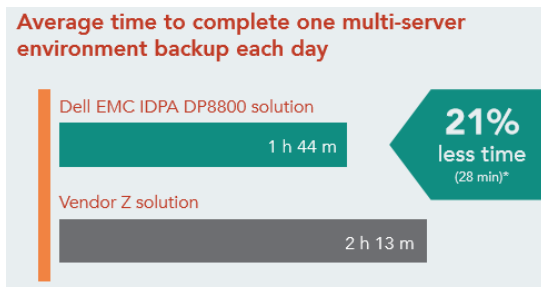 Average time to complete one multi-server
environment backup each day
Dell EMC IDPA DP8800 solution
1 h 44 m
21%
less time
(28 min)*
Vendor Z solution
2 h 13 m